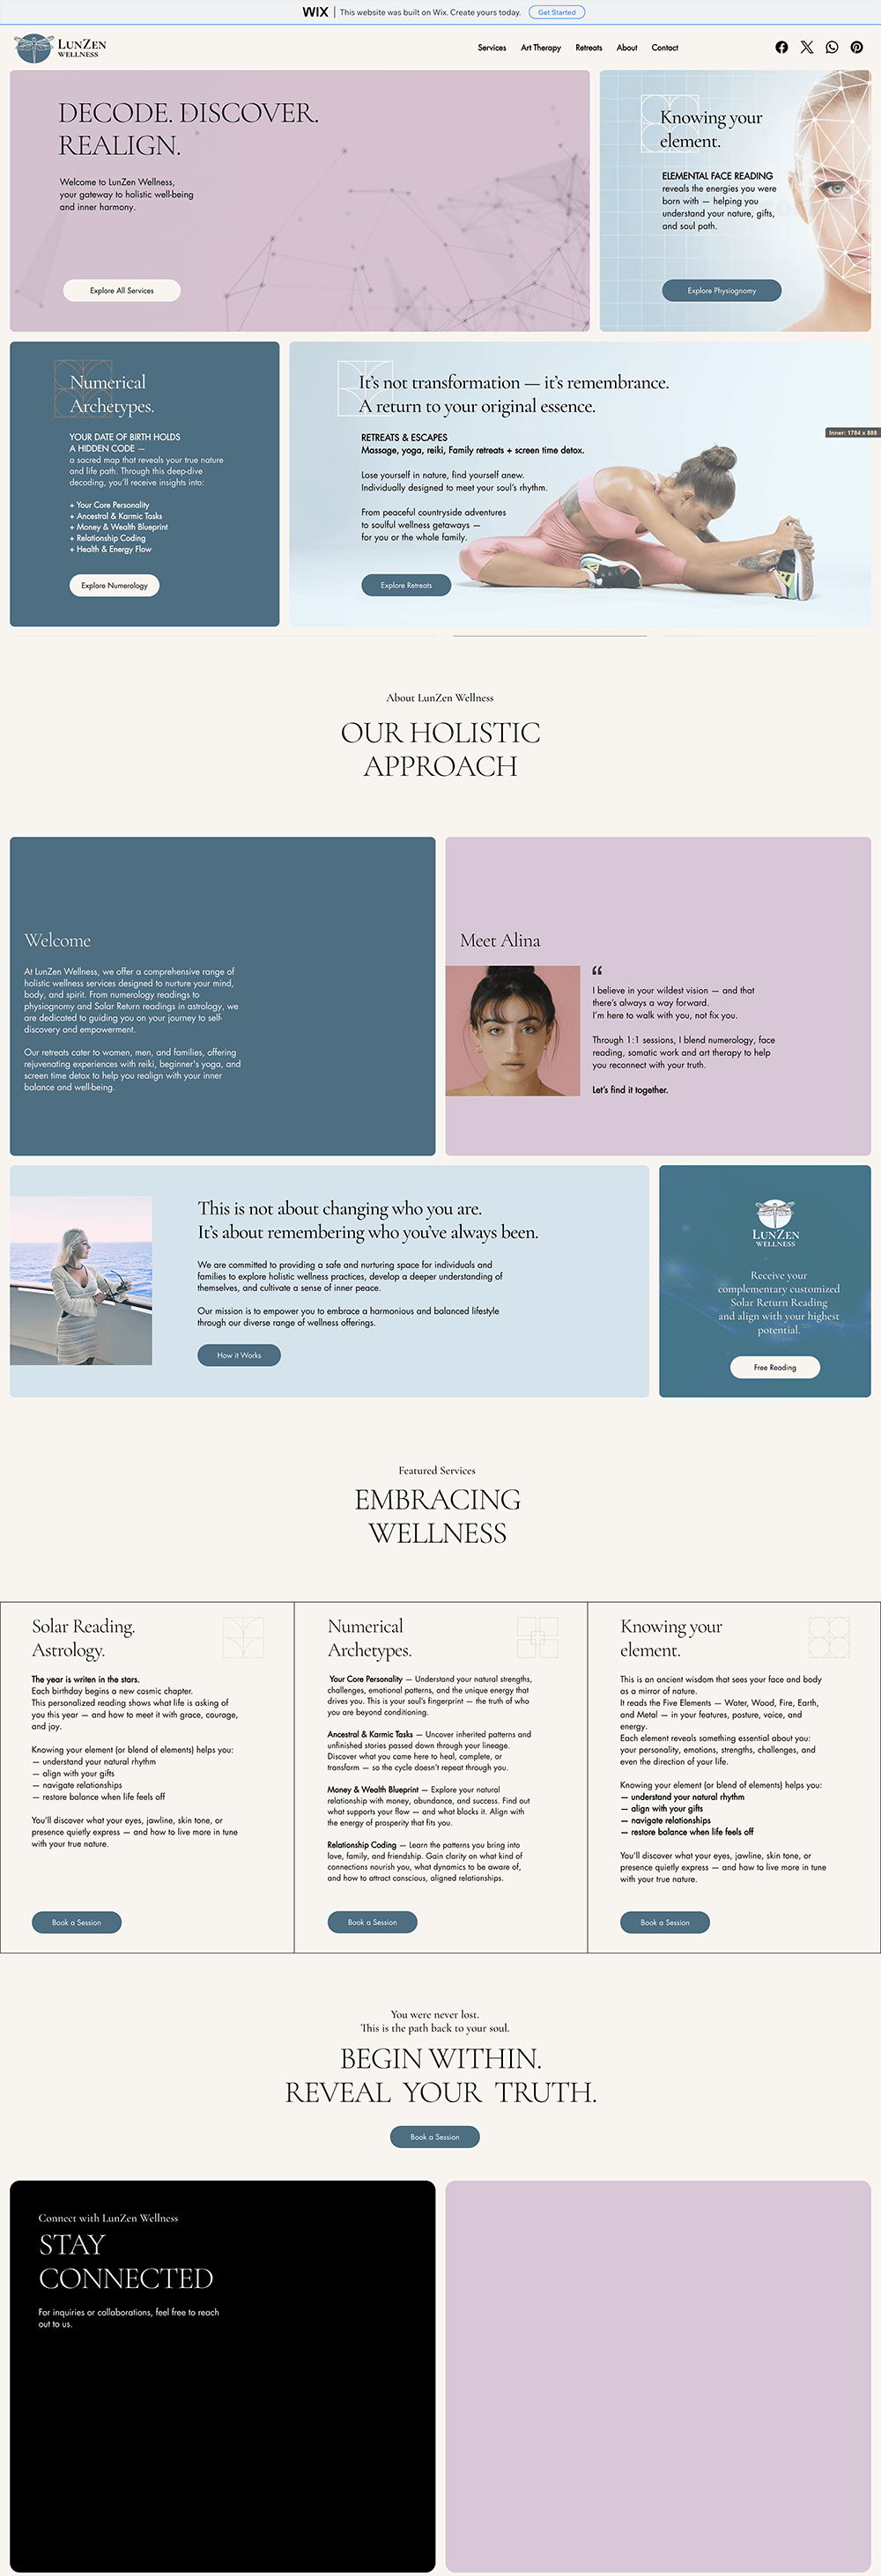 WIX
This website was built on Wix. Create yours today.
Get Started
LUNZEN
WELLNESS
Services
Art Therapy
Retreats
About
Contact
DECODE. DISCOVER.
REALIGN.
Welcome to LunZen Wellness,
your gateway to holistic well-being
and inner harmony.
Explore All Services
Knowing your
element.
ELEMENTAL FACE READING
reveals the energies you were
born with — helping you
understand your nature, gifts,
and soul path.
Explore Physiognomy
Numerical
Archetypes.
YOUR DATE OF BIRTH HOLDS
A HIDDEN CODE —
a sacred map that reveals your true nature
and life path. Through this deep-dive
decoding, you'll receive insights into:
+ Your Core Personality
+ Ancestral & Karmic Tasks
+ Money & Wealth Blueprint
+ Relationship Coding
+ Health & Energy Flow
Explore Numerology
It's not transformation — it's remembrance.
A return to your original essence.
RETREATS & ESCAPES
Massage, yoga, reiki, Family retreats + screen time detox.
Lose yourself in nature, find yourself anew.
Individually designed to meet your soul's rhythm.
From peaceful countryside adventures
to soulful wellness getaways —
for you or the whole family.
Explore Retreats
Inner: 1784 x 888
About LunZen Wellness
OUR HOLISTIC
APPROACH
Welcome
At LunZen Wellness, we offer a comprehensive range of
holistic wellness services designed to nurture your mind,
body, and spirit. From numerology readings to
physiognomy and Solar Return readings in astrology, we
are dedicated to guiding you on your journey to self-
discovery and empowerment.
Our retreats cater to women, men, and families, offering
rejuvenating experiences with reiki, beginner's yoga, and
screen time detox to help you realign with your inner
balance and well-being.
Meet Alina
“
I believe in your wildest vision — and that
there's always a way forward.
I'm here to walk with you, not fix you.
Through 1:1 sessions, I blend numerology, face
reading, somatic work and art therapy to help
you reconnect with your truth.
Let's find it together.
This is not about changing who you are.
It's about remembering who you've always been.
We are committed to providing a safe and nurturing space for individuals and
families to explore holistic wellness practices, develop a deeper understanding of
themselves, and cultivate a sense of inner peace.
Our mission is to empower you to embrace a harmonious and balanced lifestyle
through our diverse range of wellness offerings.
How it Works
LUNZEN
WELLNESS
Receive your
complementary customized
Solar Return Reading
and align with your highest
potential.
Free Reading
Featured Services
EMBRACING
WELLNESS
Solar Reading.
Astrology.
The year is writen in the stars.
Each birthday begins a new cosmic chapter.
This personalized reading shows what life is asking of
you this year — and how to meet it with grace, courage,
and joy.
Knowing your element (or blend of elements) helps you:
— understand your natural rhythm
— align with your gifts
— navigate relationships
— restore balance when life feels off
You'll discover what your eyes, jawline, skin tone, or
presence quietly express — and how to live more in tune
with your true nature.
Book a Session
Numerical
Archetypes.
Your Core Personality — Understand your natural strengths,
challenges, emotional patterns, and the unique energy that
drives you. This is your soul's fingerprint — the truth of who
you are beyond conditioning.
Ancestral & Karmic Tasks — Uncover inherited patterns and
unfinished stories passed down through your lineage.
Discover what you came here to heal, complete, or
transform — so the cycle doesn't repeat through you.
Money & Wealth Blueprint — Explore your natural
relationship with money, abundance, and success. Find out
what supports your flow — and what blocks it. Align with
the energy of prosperity that fits you.
Relationship Coding — Learn the patterns you bring into
love, family, and friendship. Gain clarity on what kind of
connections nourish you, what dynamics to be aware of,
and how to attract conscious, aligned relationships.
Book a Session
Knowing your
element.
This is an ancient wisdom that sees your face and body
as a mirror of nature.
It reads the Five Elements — Water, Wood, Fire, Earth,
and Metal — in your features, posture, voice, and
energy.
Each element reveals something essential about you:
your personality, emotions, strengths, challenges, and
even the direction of your life.
Knowing your element (or blend of elements) helps you:
— understand your natural rhythm
— align with your gifts
— navigate relationships
— restore balance when life feels off
You'll discover what your eyes, jawline, skin tone, or
presence quietly express — and how to live more in tune
with your true nature.
Book a Session
You were never lost.
This is the path back to your soul.
BEGIN WITHIN.
REVEAL YOUR TRUTH.
Book a Session
Connect with LunZen Wellness
STAY
CONNECTED
For inquiries or collaborations, feel free to reach
out to us.